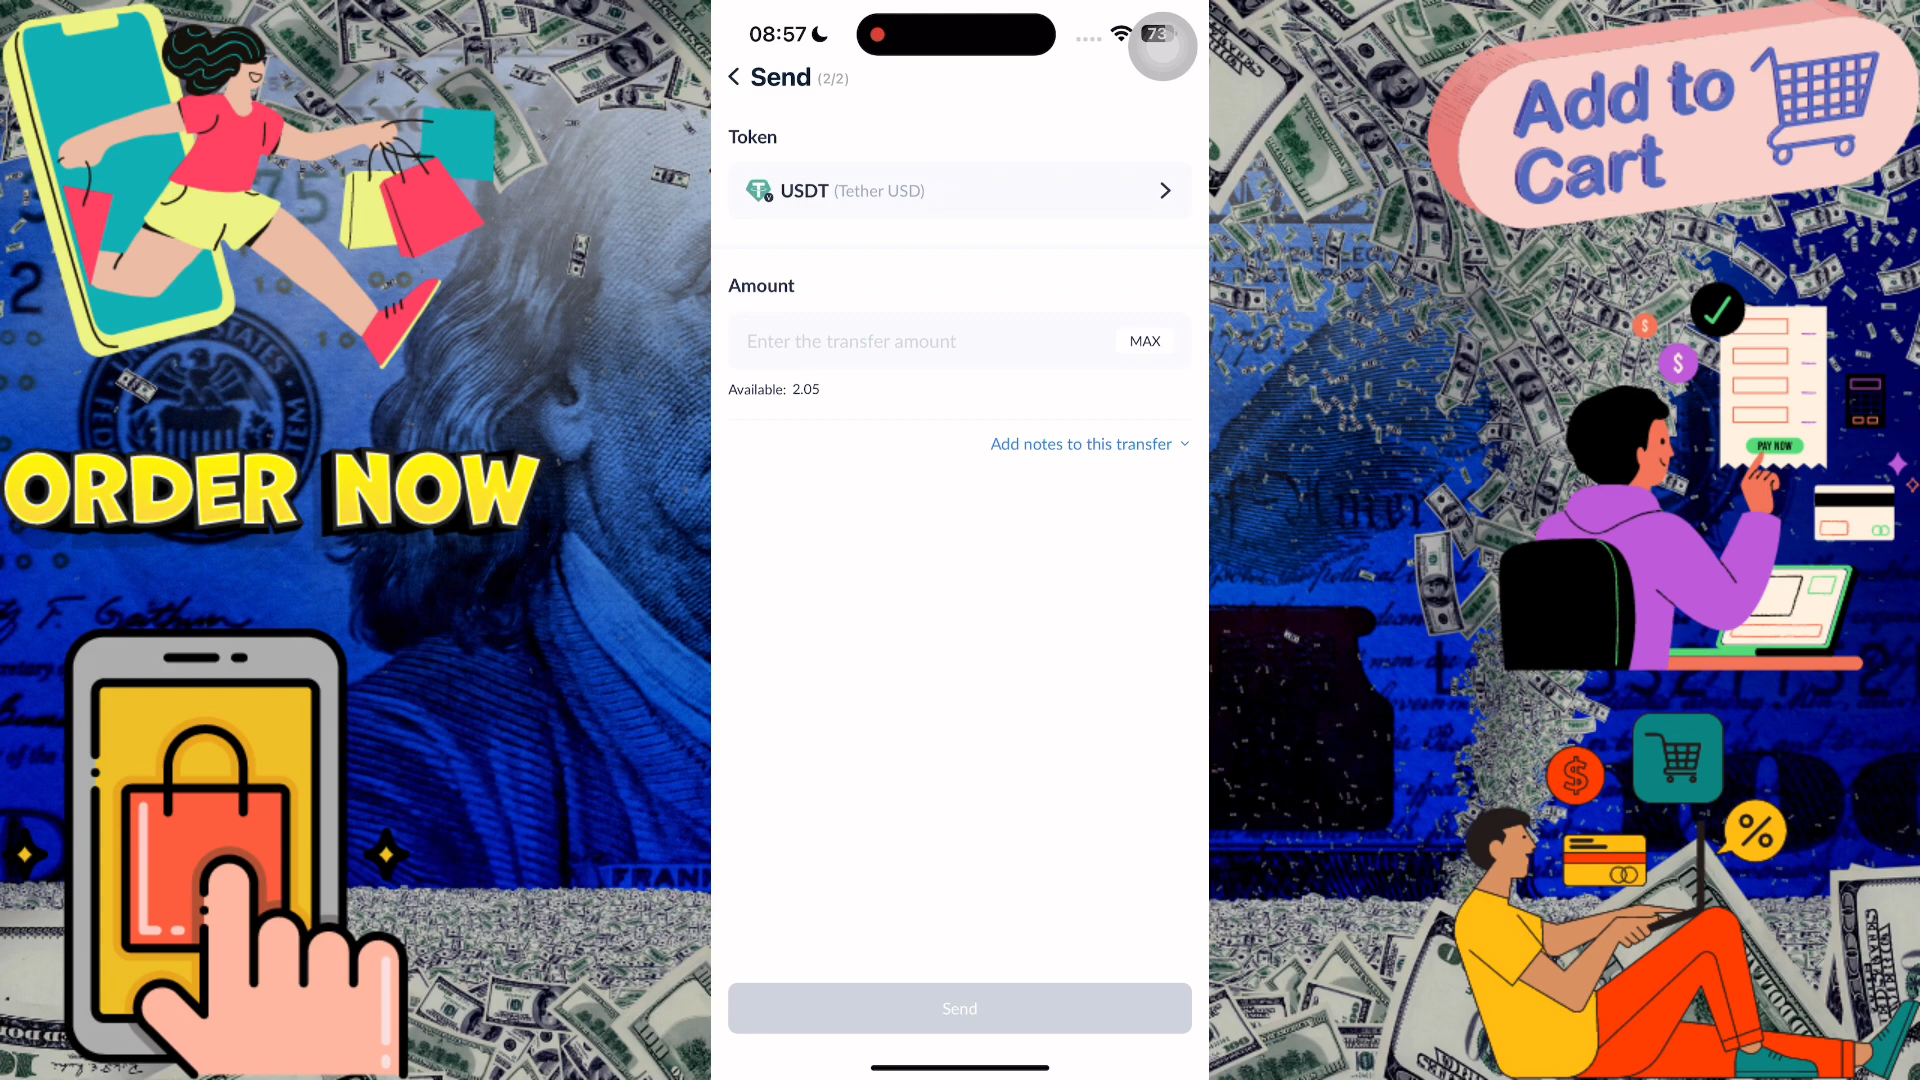 08:57
73
Send (2/2)
Token
USDT (Tether USD)
Amount
Enter the transfer amount
MAX
Available: 2.05
Add notes to this transfer
Send
ORDER NOW
Add to
Cart
PAY NOW